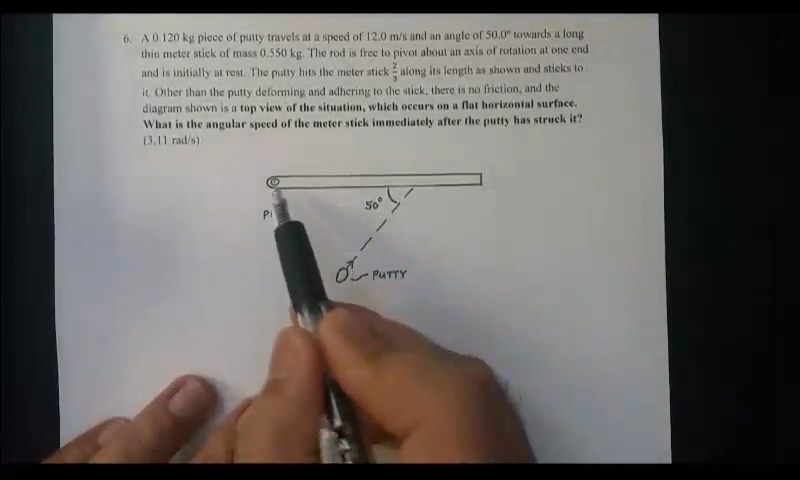 6. A 0.120 kg piece of putty travels at a speed of 12.0 m/s and an angle of 50.0° towards a long
thin meter stick of mass 0.550 kg. The rod is free to pivot about an axis of rotation at one end
and is initially at rest. The putty hits the meter stick 2/3 along its length as shown and sticks to
it. Other than the putty deforming and adhering to the stick, there is no friction, and the
diagram shown is a top view of the situation, which occurs on a flat horizontal surface.
What is the angular speed of the meter stick immediately after the putty has struck it?
(3.11 rad/s)
50°
PUTTY